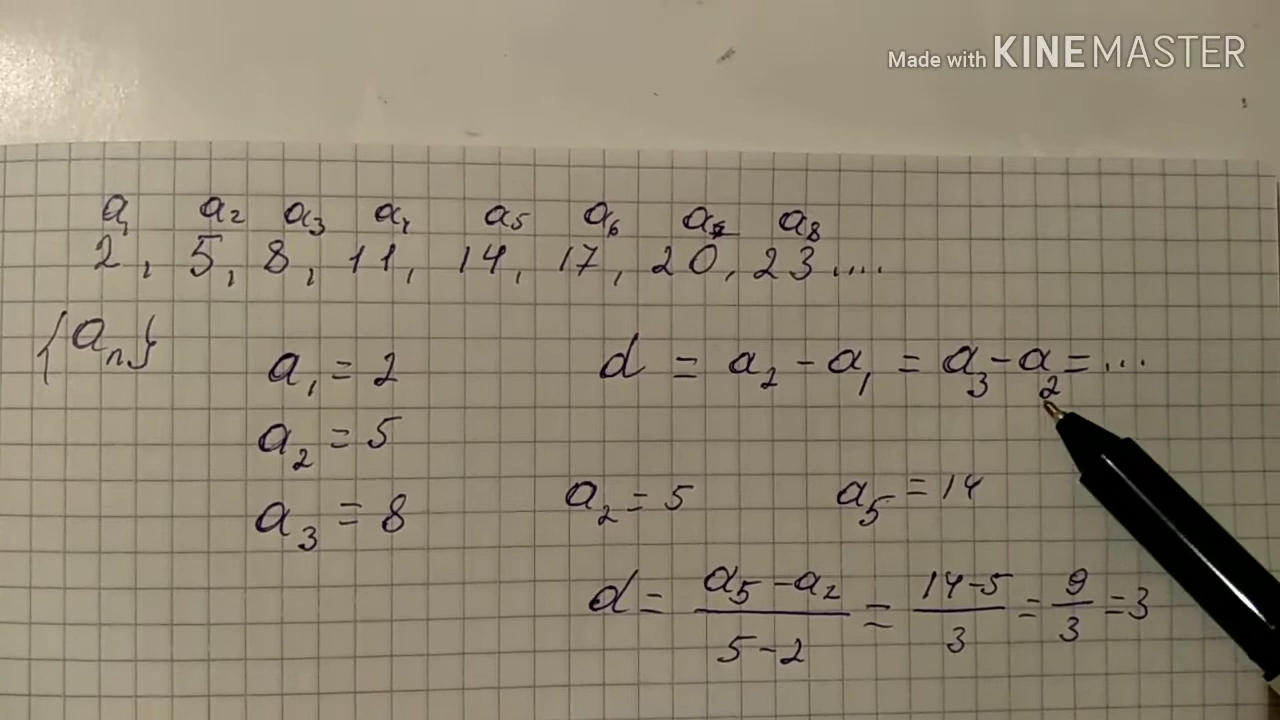 Made with KINEMASTER
a₁ a₂ a₃ a₄ a₅ a₆ a₇ a₈
2, 5, 8, 11, 14, 17, 20, 23....
{aₙ}
a₁ = 2
d = a₂ - a₁ = a₃ - a₂ = ...
a₂ = 5
a₃ = 8
a₂ = 5 a₅ = 14
d = (a₅ - a₂)/(5 - 2) = (14 - 5)/3 = 9/3 = 3